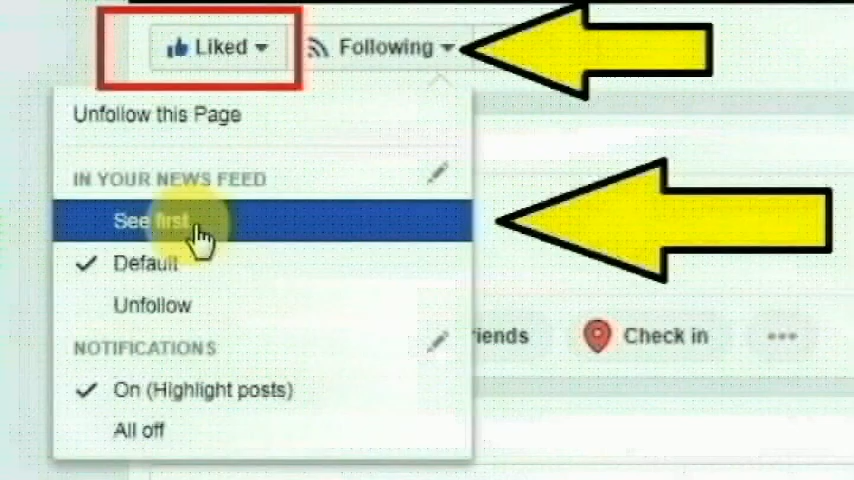 Liked Following
Unfollow this Page
IN YOUR NEWS FEED
See first
Default
Unfollow
NOTIFICATIONS
riends Check in
On (Highlight posts)
All off